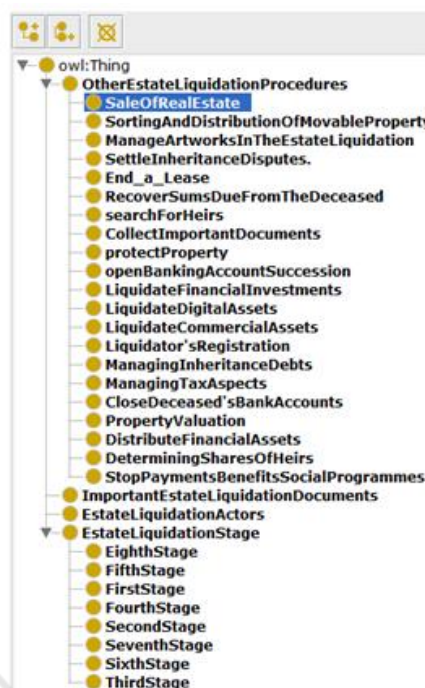 owl:Thing
OtherEstateLiquidationProcedures
SaleOfRealEstate
SortingAndDistributionOfMovableProperty
ManageArtworksInTheEstateLiquidation
SettleInheritanceDisputes.
End_a_Lease
RecoverSumsDueFromTheDeceased
searchForHeirs
CollectImportantDocuments
protectProperty
openBankingAccountSuccession
LiquidateFinancialInvestments
LiquidateDigitalAssets
LiquidateCommercialAssets
Liquidator'sRegistration
ManagingInheritanceDebts
ManagingTaxAspects
CloseDeceased'sBankAccounts
PropertyValuation
DistributeFinancialAssets
DeterminingSharesOfHeirs
StopPaymentsBenefitsSocialProgrammes
ImportantEstateLiquidationDocuments
EstateLiquidationActors
EstateLiquidationStage
EighthStage
FifthStage
FirstStage
FourthStage
SecondStage
SeventhStage
SixthStage
ThirdStage